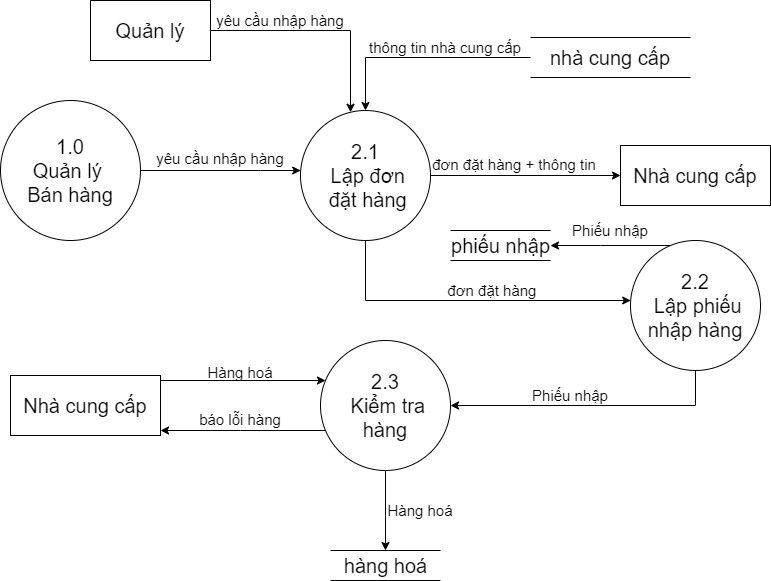 Quản lý
yêu cầu nhập hàng
thông tin nhà cung cấp
nhà cung cấp
1.0
Quản lý
Bán hàng
yêu cầu nhập hàng
2.1
Lập đơn
đặt hàng
đơn đặt hàng + thông tin
Nhà cung cấp
phiếu nhập
Phiếu nhập
2.2
Lập phiếu
nhập hàng
đơn đặt hàng
Nhà cung cấp
Hàng hoá
báo lỗi hàng
2.3
Kiểm tra
hàng
Phiếu nhập
Hàng hoá
hàng hoá